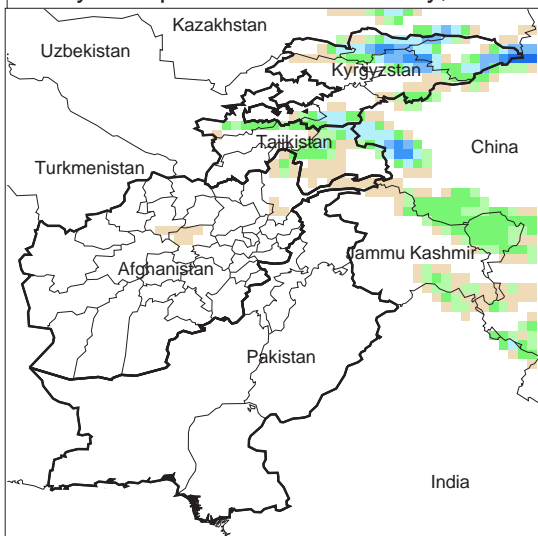 Kazakhstan
Uzbekistan
Kyrgyzstan
Tajikistan
China
Turkmenistan
Jammu Kashmir
Afghanistan
Pakistan
India